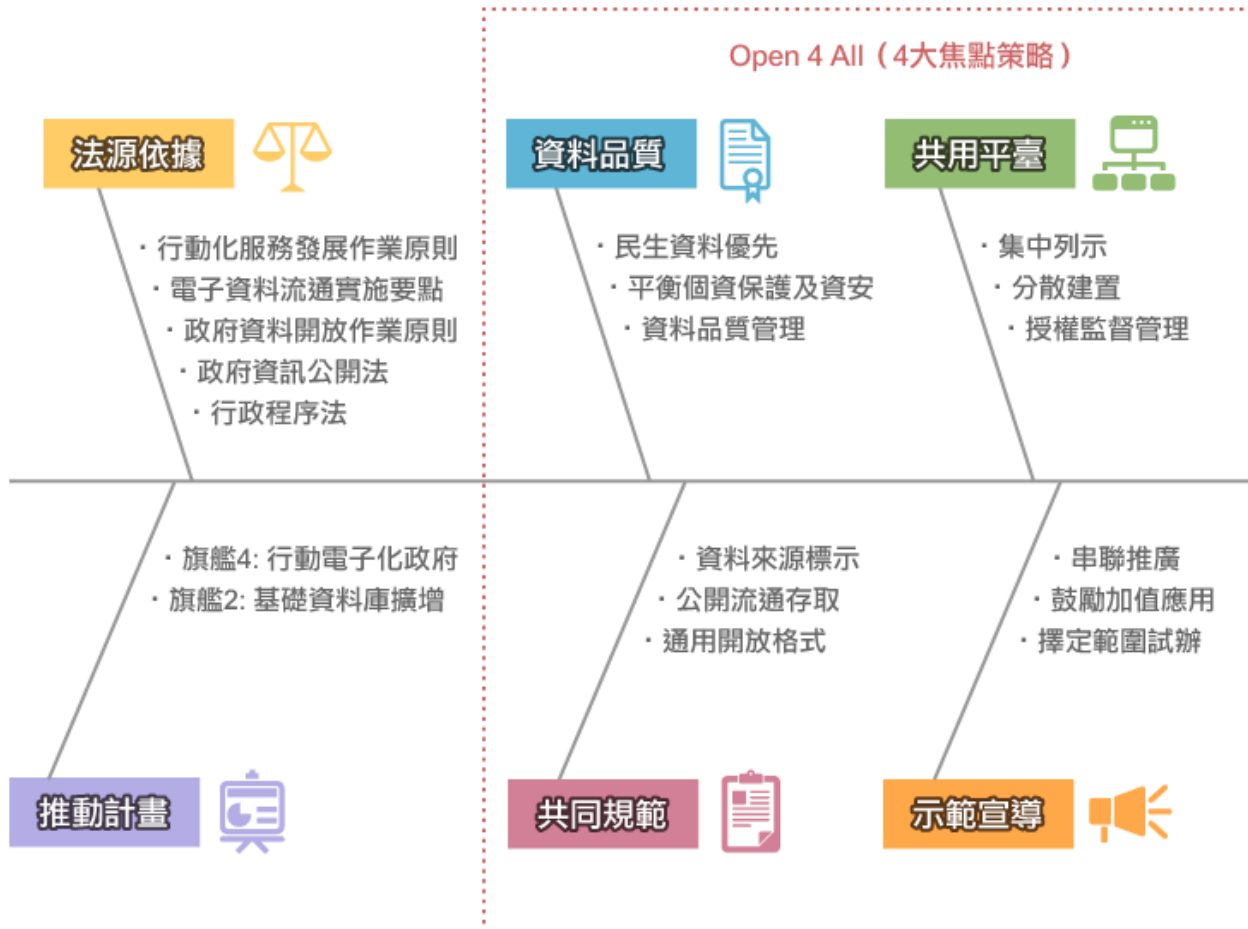 Open 4 All（4大焦點策略）
法源依據
・行動化服務發展作業原則
・電子資料流通實施要點
・政府資料開放作業原則
・政府資訊公開法
・行政程序法
資料品質
・民生資料優先
・平衡個資保護及資安
・資料品質管理
共用平臺
・集中列示
・分散建置
・授權監督管理
・旗艦4: 行動電子化政府
・旗艦2: 基礎資料庫擴增
推動計畫
・資料來源標示
・公開流通存取
・通用開放格式
共同規範
・串聯推廣
・鼓勵加值應用
・擇定範圍試辦
示範宣導